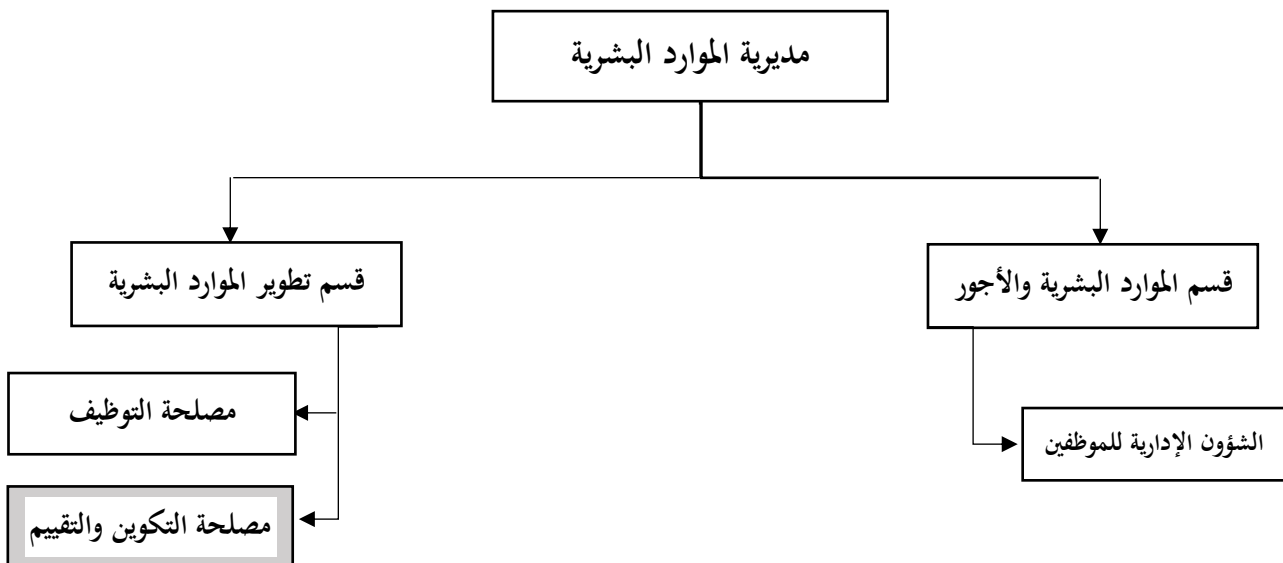 مديرية الموارد البشرية
قسم الموارد البشرية والأجور
قسم تطوير الموارد البشرية
مصلحة التوظيف
الشؤون الإدارية للموظفين
مصلحة التكوين والتقييم